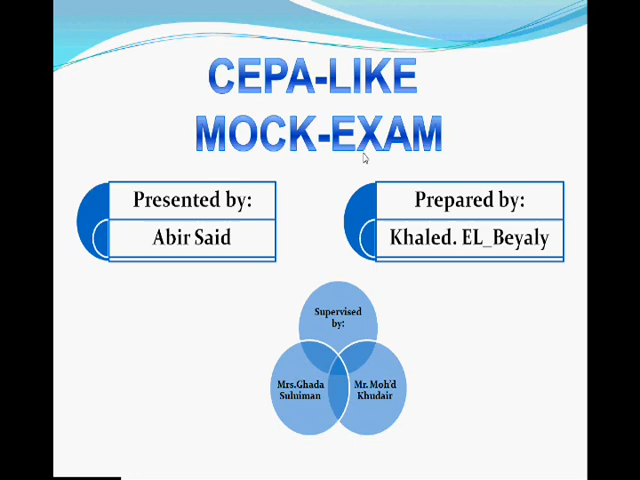 CEPA-LIKE
MOCK-EXAM
Presented by:
Abir Said
Prepared by:
Khaled. EL_Beyaly
Supervised
by:
Mrs.Ghada
Suluiman
Mr. Moh'd
Khudair